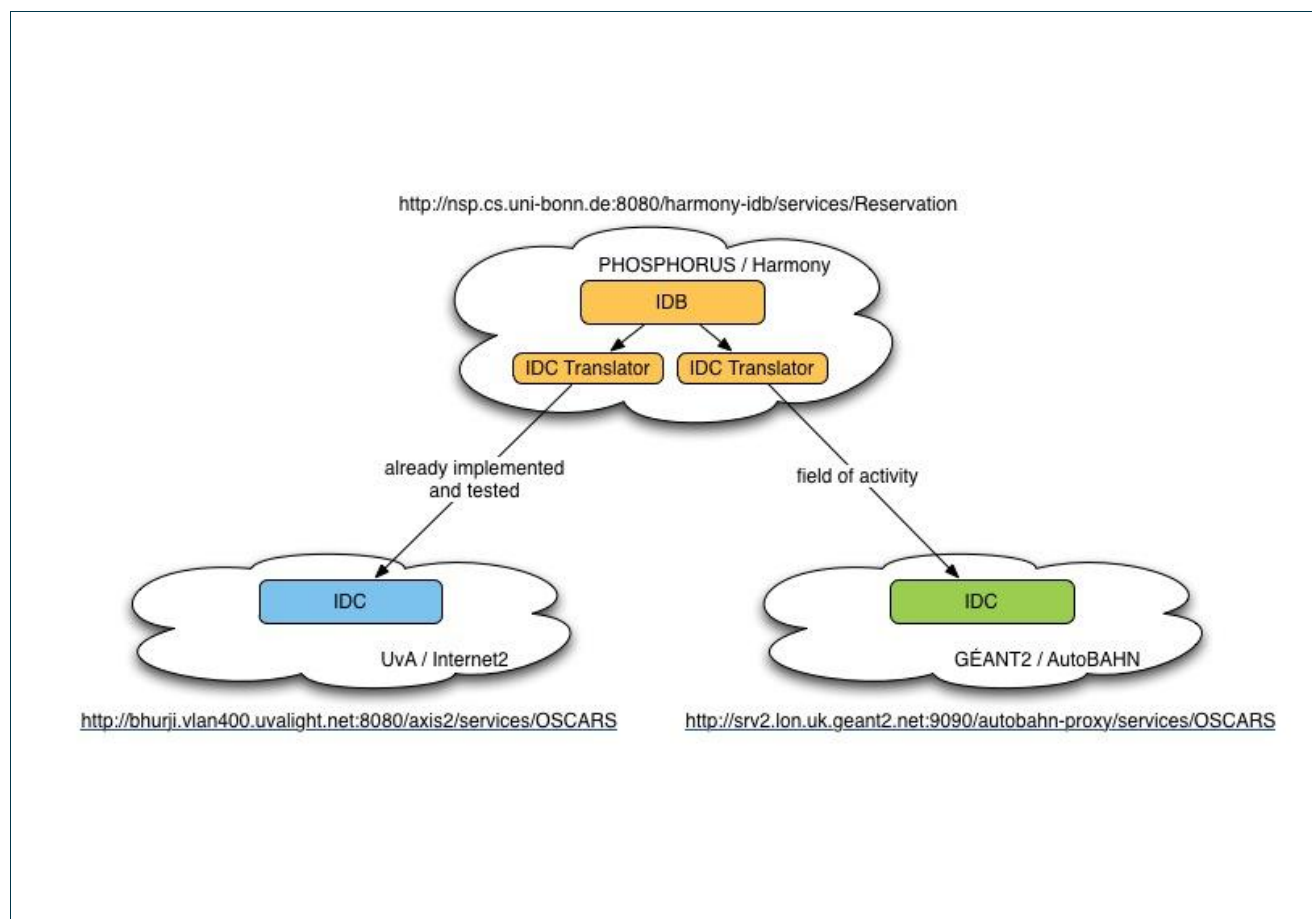 http://nsp.cs.uni-bonn.de:8080/harmony-idb/services/Reservation
PHOSPHORUS / Harmony
IDB
IDC Translator
IDC Translator
already implemented
and tested
field of activity
IDC
IDC
UvA / Internet2
GÉANT2 / AutoBAHN
http://bhurji.vlan400.uvalight.net:8080/axis2/services/OSCARS
http://srv2.lon.uk.geant2.net:9090/autobahn-proxy/services/OSCARS